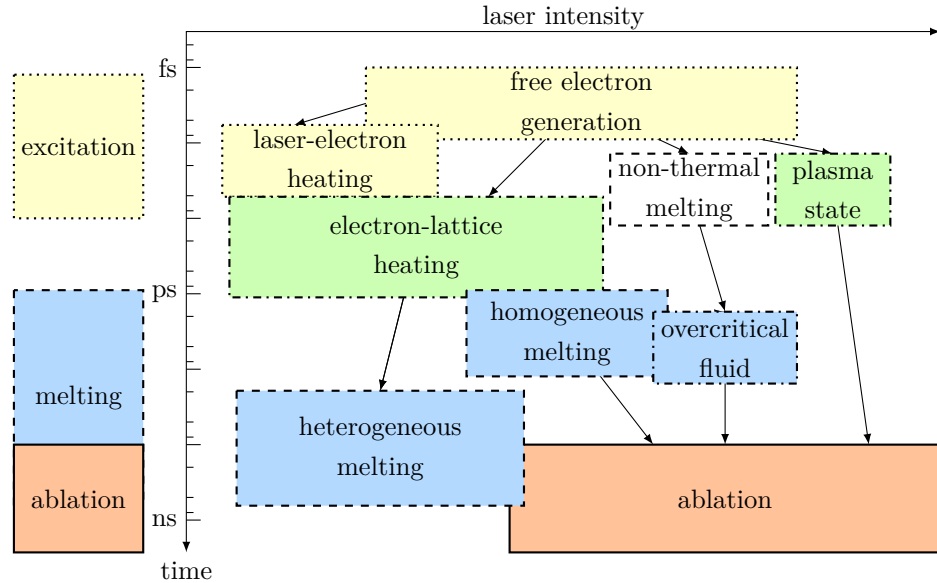 laser intensity
fs
free electron
generation
excitation
laser-electron
heating
non-thermal
melting
plasma
state
electron-lattice
heating
ps
homogeneous
melting
overcritical
fluid
melting
heterogeneous
melting
ablation
ablation
ns
time